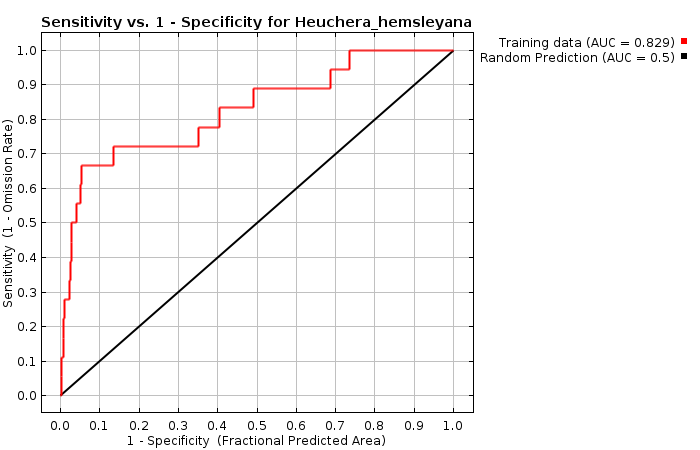 Sensitivity vs. 1 - Specificity for Heuchera_hemsleyana
Training data (AUC = 0.829)
Random Prediction (AUC = 0.5)
Sensitivity (1 - Omission Rate)
1.0
0.9
0.8
0.7
0.6
0.5
0.4
0.3
0.2
0.1
0.0
0.0 0.1 0.2 0.3 0.4 0.5 0.6 0.7 0.8 0.9 1.0
1 - Specificity (Fractional Predicted Area)